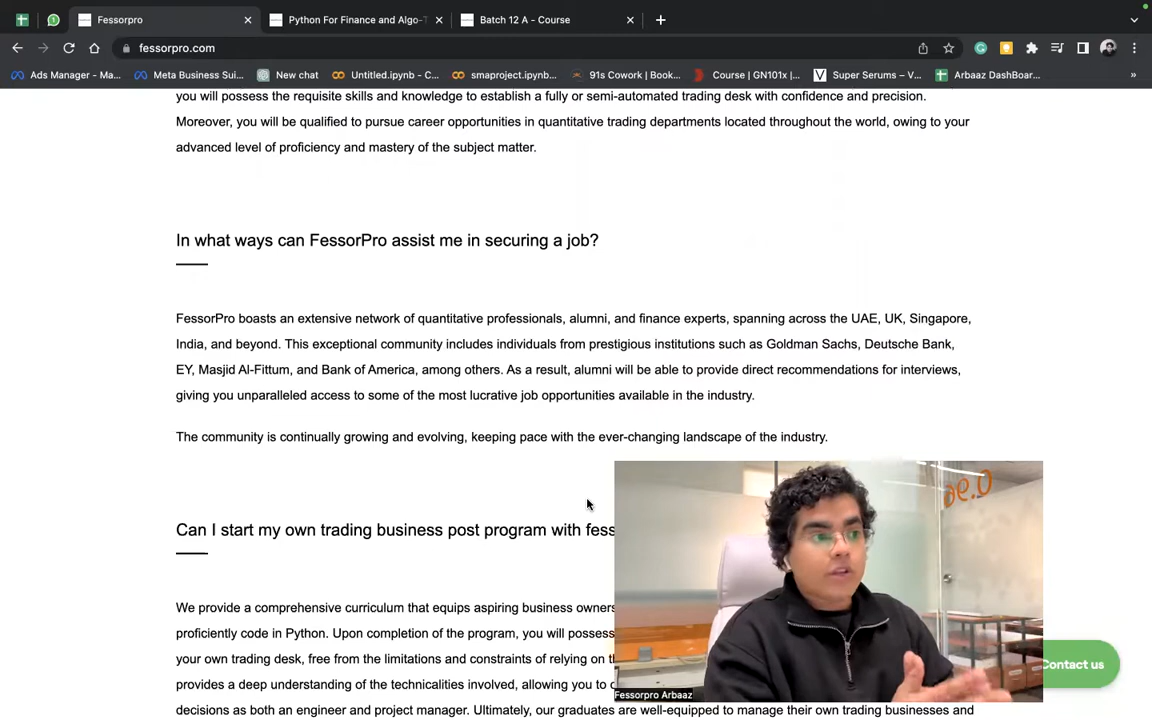 Fessorpro
Python For Finance and Algo-T
Batch 12 A - Course
fessorpro.com
Ads Manager - Ma...
Meta Business Sui...
New chat
Untitled.ipynb - C...
smaproject.ipynb...
91s Cowork | Book...
Course | GN101x |...
Super Serums – V...
Arbaaz DashBoar...
»
you will possess the requisite skills and knowledge to establish a fully or semi-automated trading desk with confidence and precision.
Moreover, you will be qualified to pursue career opportunities in quantitative trading departments located throughout the world, owing to your
advanced level of proficiency and mastery of the subject matter.
In what ways can FessorPro assist me in securing a job?
FessorPro boasts an extensive network of quantitative professionals, alumni, and finance experts, spanning across the UAE, UK, Singapore,
India, and beyond. This exceptional community includes individuals from prestigious institutions such as Goldman Sachs, Deutsche Bank,
EY, Masjid Al-Fittum, and Bank of America, among others. As a result, alumni will be able to provide direct recommendations for interviews,
giving you unparalleled access to some of the most lucrative job opportunities available in the industry.
The community is continually growing and evolving, keeping pace with the ever-changing landscape of the industry.
Can I start my own trading business post program with fess
We provide a comprehensive curriculum that equips aspiring business owners
proficiently code in Python. Upon completion of the program, you will possess
your own trading desk, free from the limitations and constraints of relying on th
provides a deep understanding of the technicalities involved, allowing you to
decisions as both an engineer and project manager. Ultimately, our graduates are well-equipped to manage their own trading businesses and
Contact us
Fessorpro Arbaaz